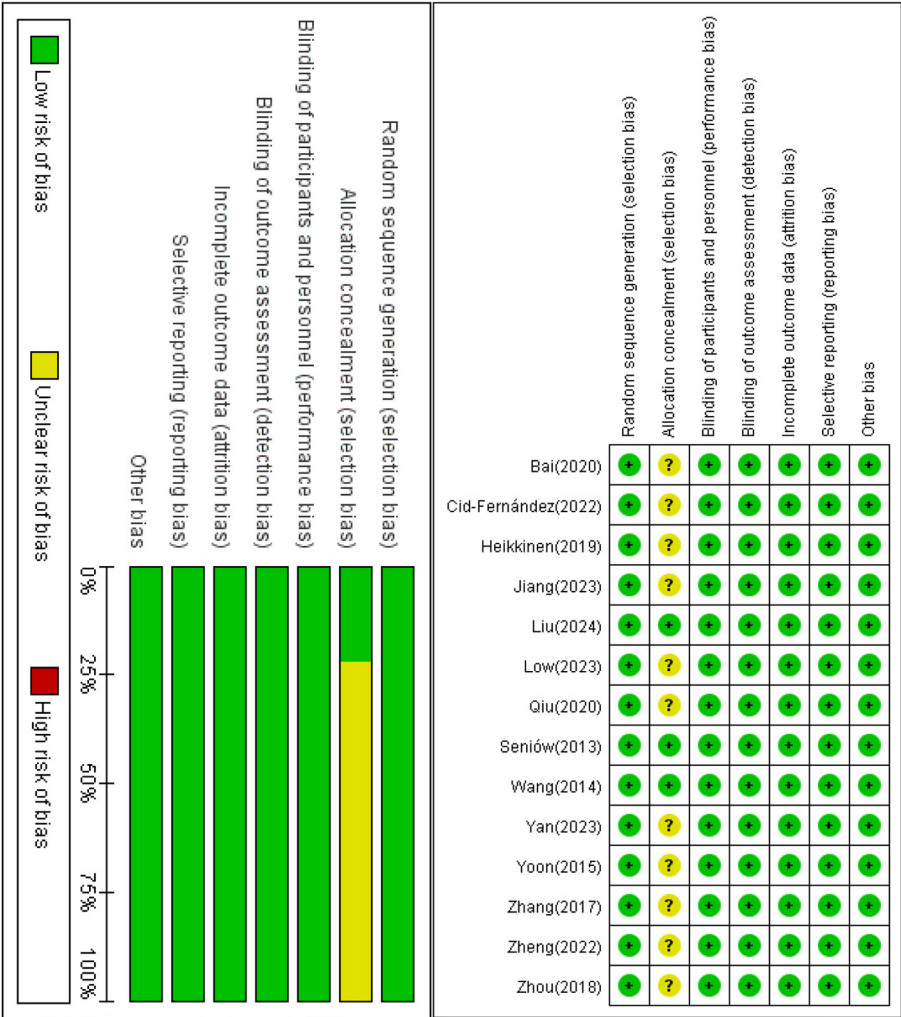 Random sequence generation (selection bias)
Allocation concealment (selection bias)
Blinding of participants and personnel (performance bias)
Blinding of outcome assessment (detection bias)
Incomplete outcome data (attrition bias)
Selective reporting (reporting bias)
Other bias
0%
25%
50%
75%
100%
Low risk of bias
Unclear risk of bias
High risk of bias
Random sequence generation (selection bias)
Allocation concealment (selection bias)
Blinding of participants and personnel (performance bias)
Blinding of outcome assessment (detection bias)
Incomplete outcome data (attrition bias)
Selective reporting (reporting bias)
Other bias
Bai(2020) + ? + + + + +
Cid-Fernández(2022) + ? + + + + +
Heikkinen(2019) + ? + + + + +
Jiang(2023) + ? + + + + +
Liu(2024) + + + + + + +
Low(2023) + ? + + + + +
Qiu(2020) + ? + + + + +
Seniów(2013) + + + + + + +
Wang(2014) + + + + + + +
Yan(2023) + ? + + + + +
Yoon(2015) + ? + + + + +
Zhang(2017) + ? + + + + +
Zheng(2022) + ? + + + + +
Zhou(2018) + ? + + + + +